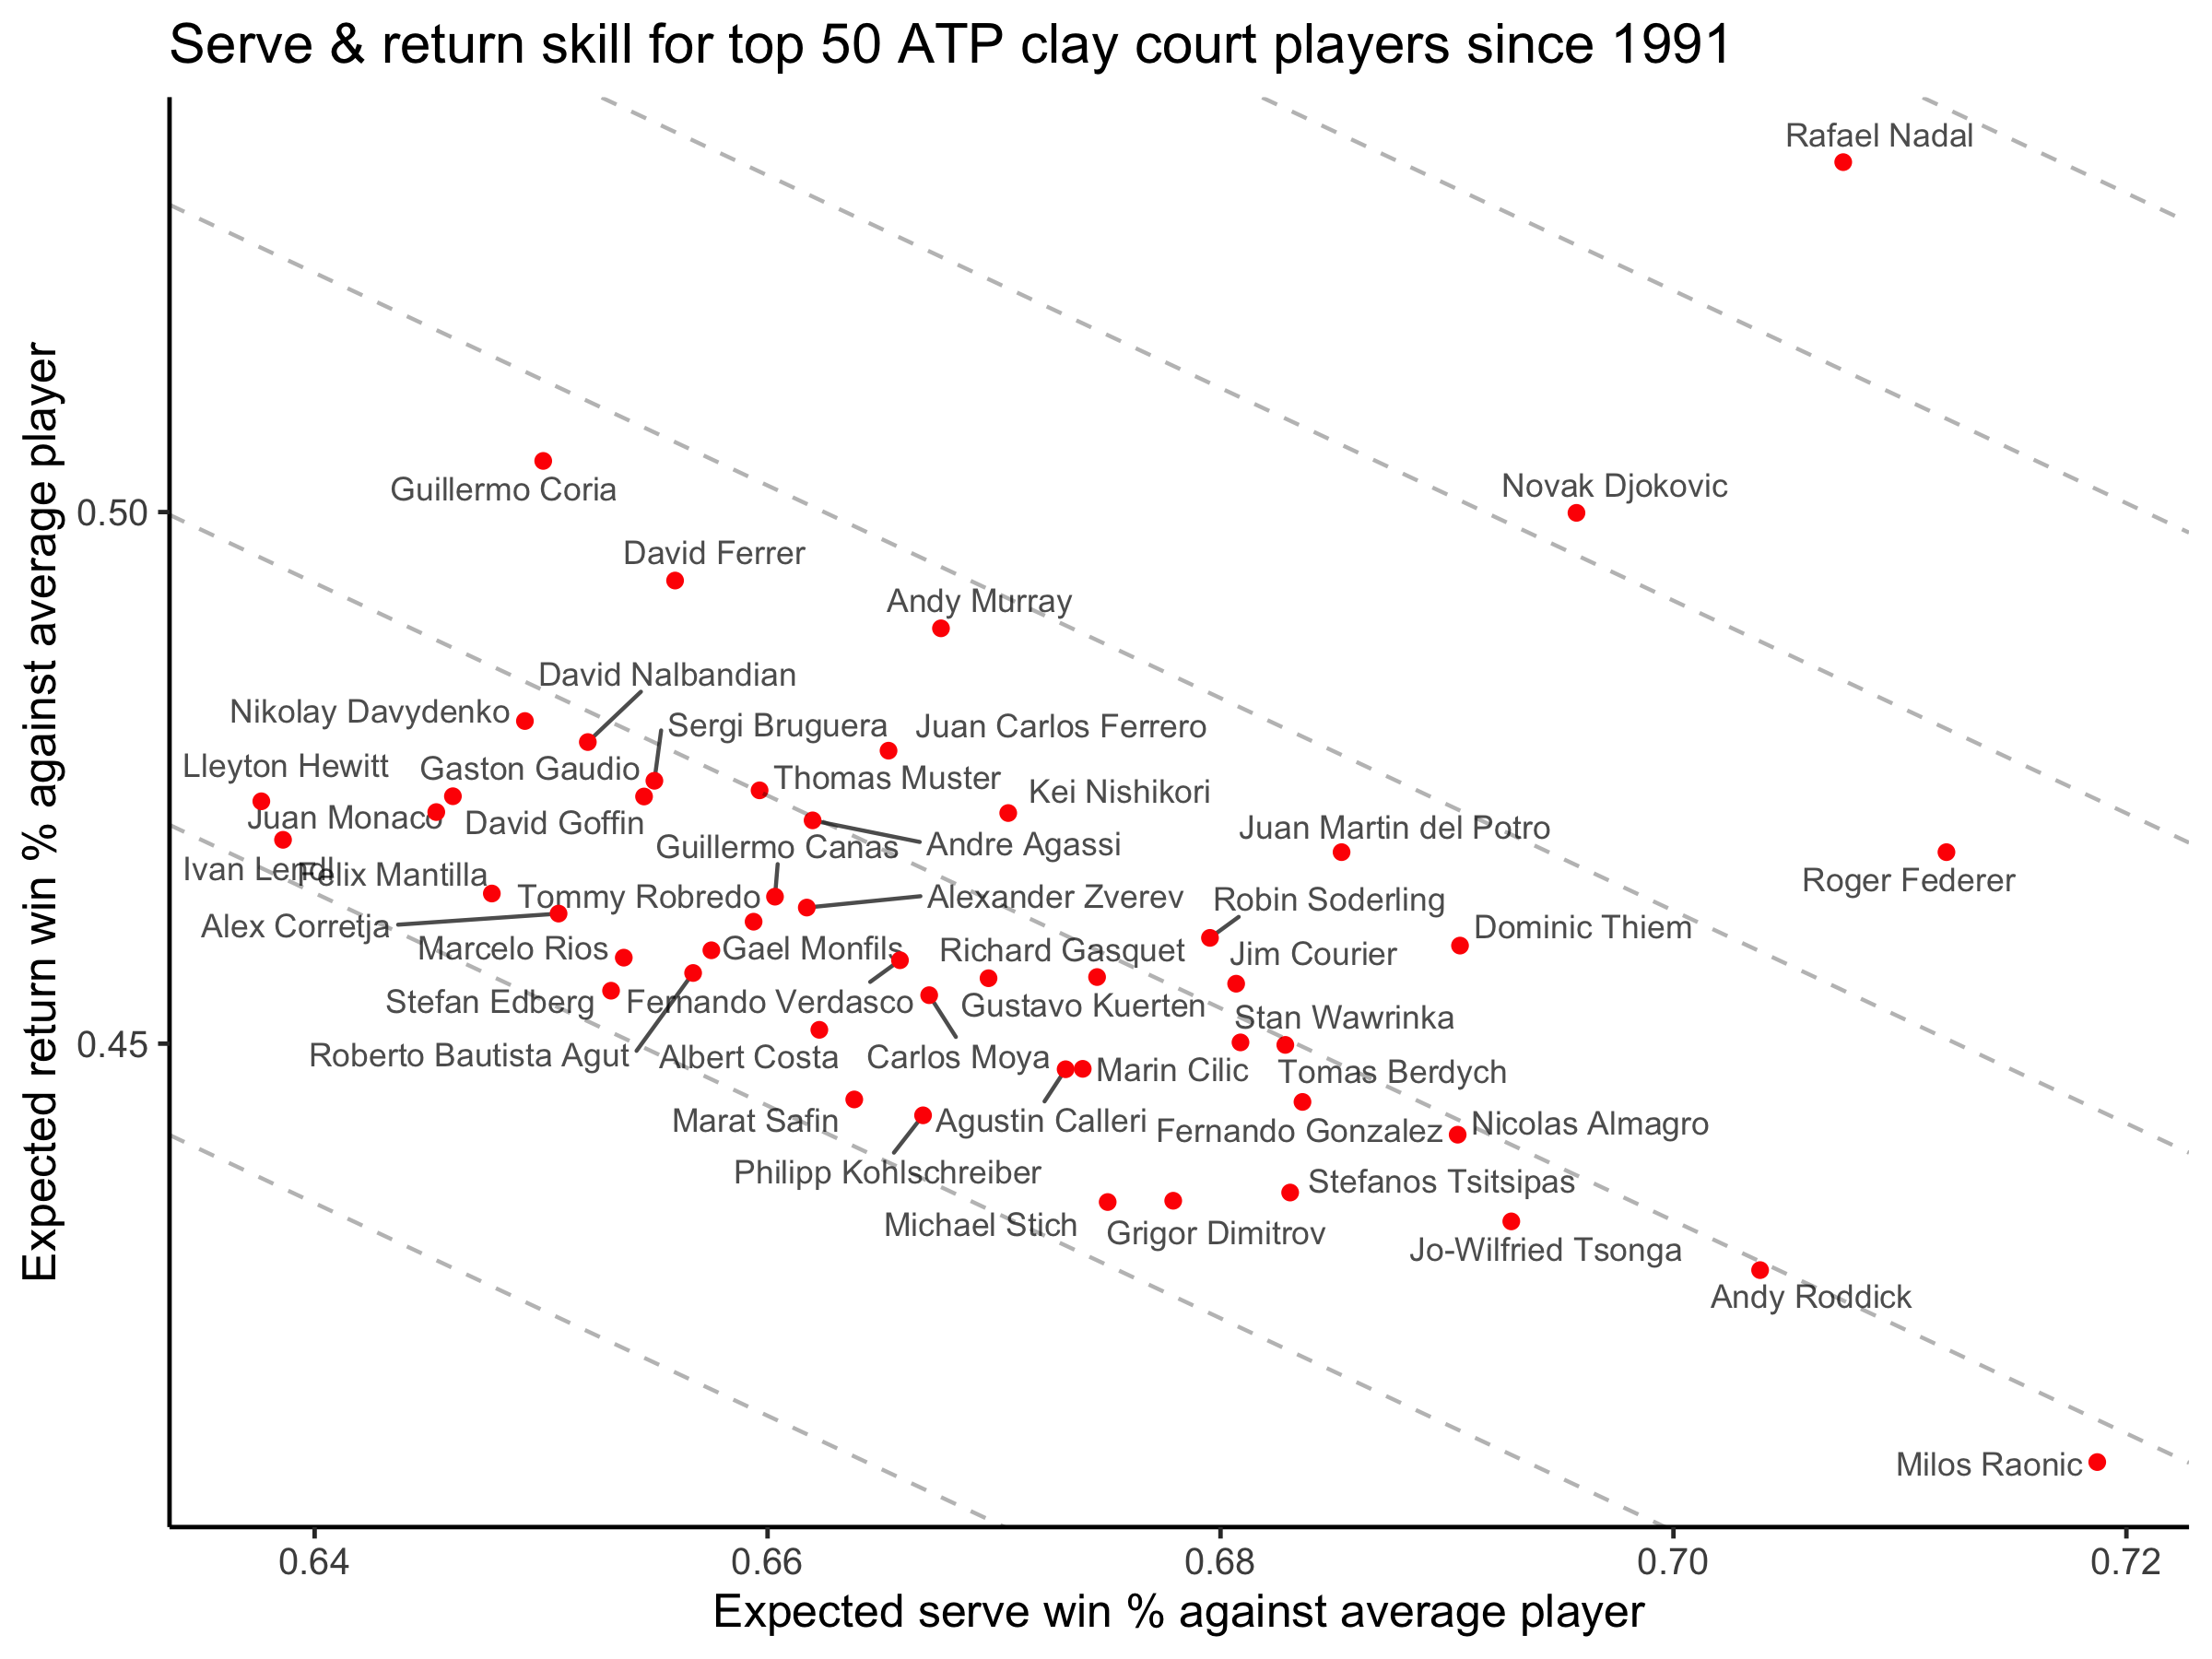 Serve & return skill for top 50 ATP clay court players since 1991
Expected return win % against average player
Rafael Nadal
Novak Djokovic
Guillermo Coria
0.50
David Ferrer
Andy Murray
David Nalbandian
Nikolay Davydenko
Sergi Bruguera
Juan Carlos Ferrero
Lleyton Hewitt
Gaston Gaudio
Thomas Muster
Kei Nishikori
Juan Monaco
David Goffin
Juan Martin del Potro
Guillermo Canas
Andre Agassi
Ivan Lendl
Felix Mantilla
Roger Federer
Tommy Robredo
Alexander Zverev
Robin Soderling
Alex Corretja
Dominic Thiem
Marcelo Rios
Gael Monfils
Richard Gasquet
Jim Courier
Stefan Edberg
Fernando Verdasco
Gustavo Kuerten
Stan Wawrinka
0.45
Roberto Bautista Agut
Albert Costa
Carlos Moya
Marin Cilic
Tomas Berdych
Marat Safin
Agustin Calleri
Fernando Gonzalez
Nicolas Almagro
Philipp Kohlschreiber
Stefanos Tsitsipas
Michael Stich
Grigor Dimitrov
Jo-Wilfried Tsonga
Andy Roddick
Milos Raonic
0.64
0.66
0.68
0.70
0.72
Expected serve win % against average player